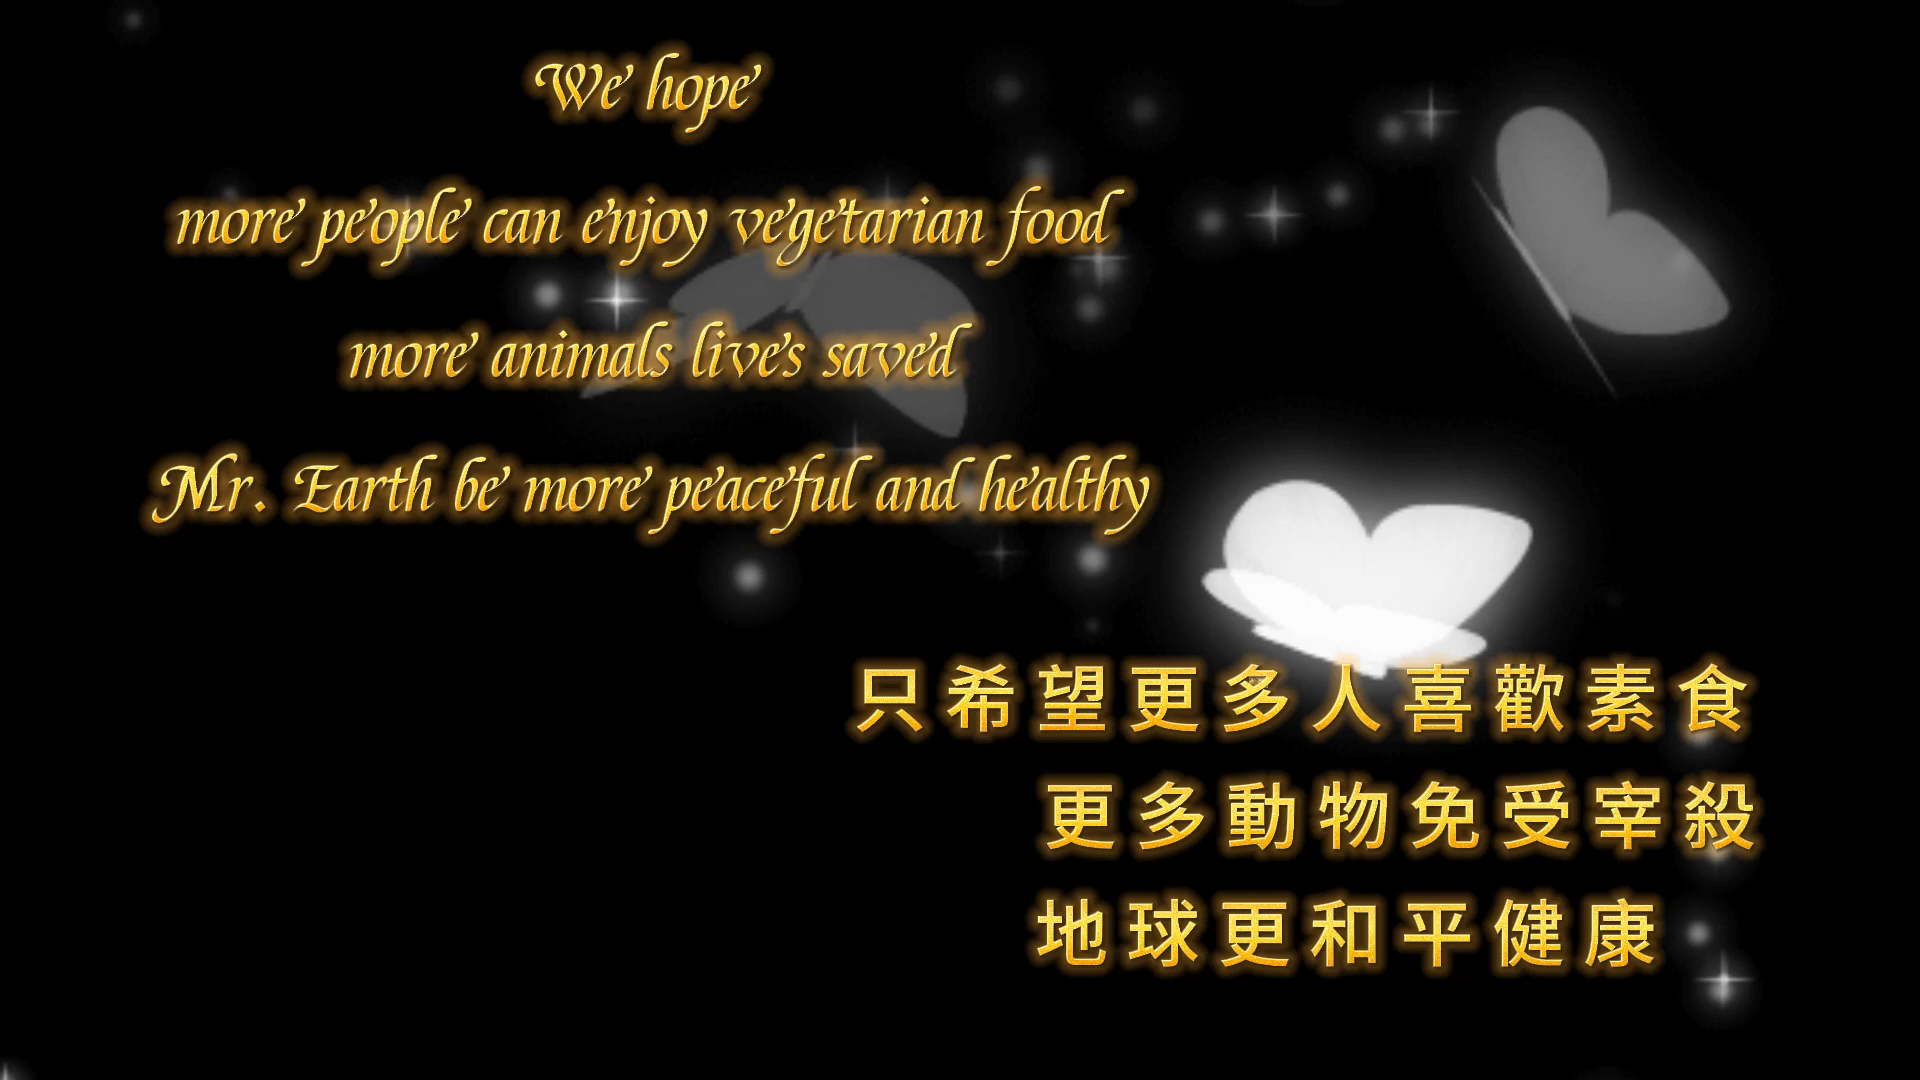 We hope
more people can enjoy vegetarian food
more animals lives saved
Mr. Earth be more peaceful and healthy
只希望更多人喜歡素食
更多動物免受宰殺
地球更和平健康